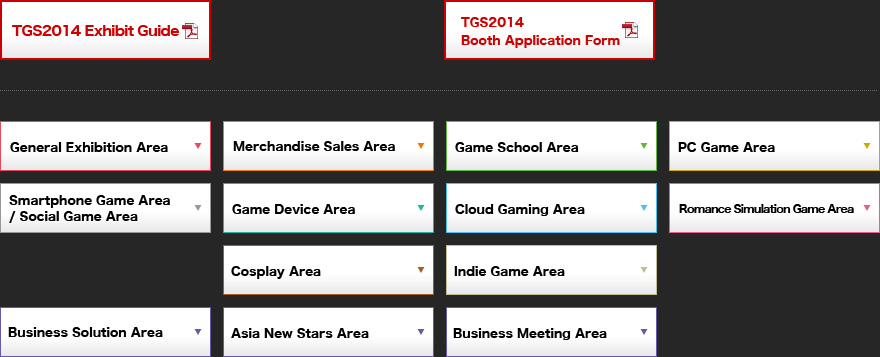 TGS2014 Exhibit Guide
TGS2014
Booth Application Form
General Exhibition Area
Merchandise Sales Area
Game School Area
PC Game Area
Smartphone Game Area
/ Social Game Area
Game Device Area
Cloud Gaming Area
Romance Simulation Game Area
Cosplay Area
Indie Game Area
Business Solution Area
Asia New Stars Area
Business Meeting Area